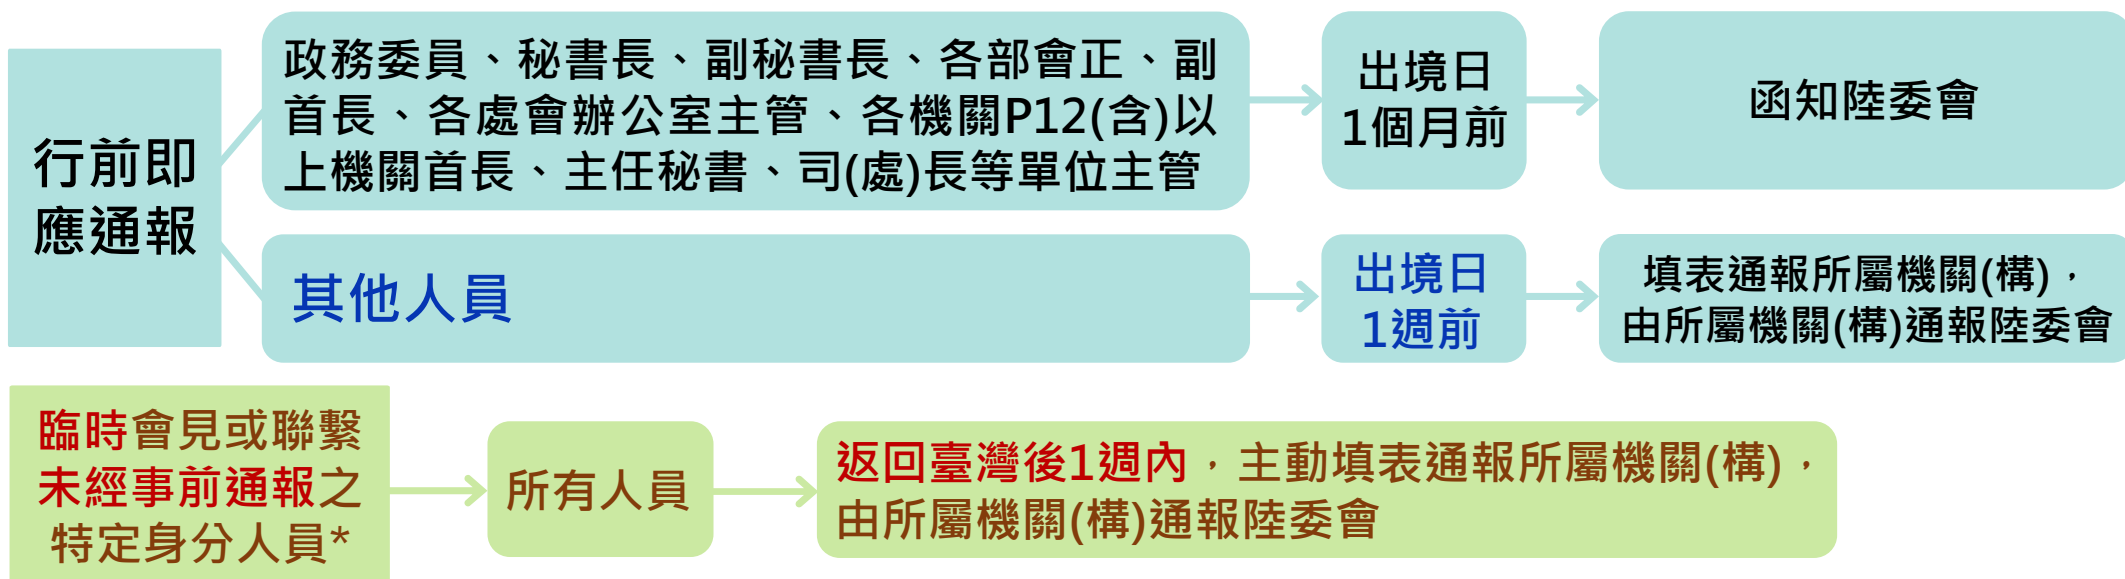 行前即
應通報
政務委員、秘書長、副秘書長、各部會正、副
首長、各處會辦公室主管、各機關P12(含)以
上機關首長、主任秘書、司(處)長等單位主管
出境日
1個月前
函知陸委會
其他人員
出境日
1週前
填表通報所屬機關(構)，
由所屬機關(構)通報陸委會
臨時會見或聯繫
未經事前通報之
特定身分人員*
所有人員
返回臺灣後1週內，主動填表通報所屬機關(構)，
由所屬機關(構)通報陸委會